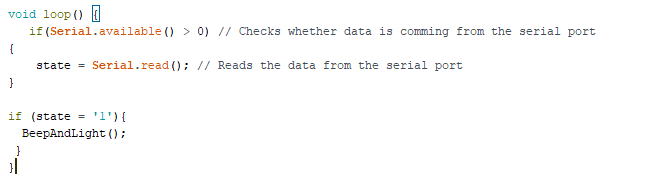 void loop() {
if(Serial.available() > 0) // Checks whether data is comming from the serial port
{
state = Serial.read(); // Reads the data from the serial port
}
if (state = '1'){
BeepAndLight();
}
}